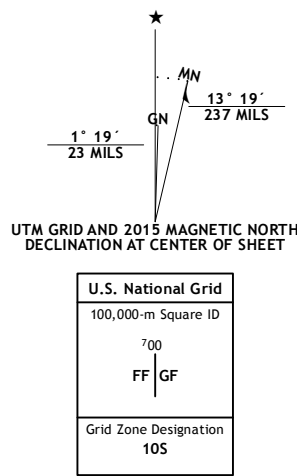 ★
MN
GN
13° 19´
237 MILS
1° 19´
23 MILS
UTM GRID AND 2015 MAGNETIC NORTH
DECLINATION AT CENTER OF SHEET
U.S. National Grid
100,000-m Square ID
⁷00
FF GF
Grid Zone Designation
10S